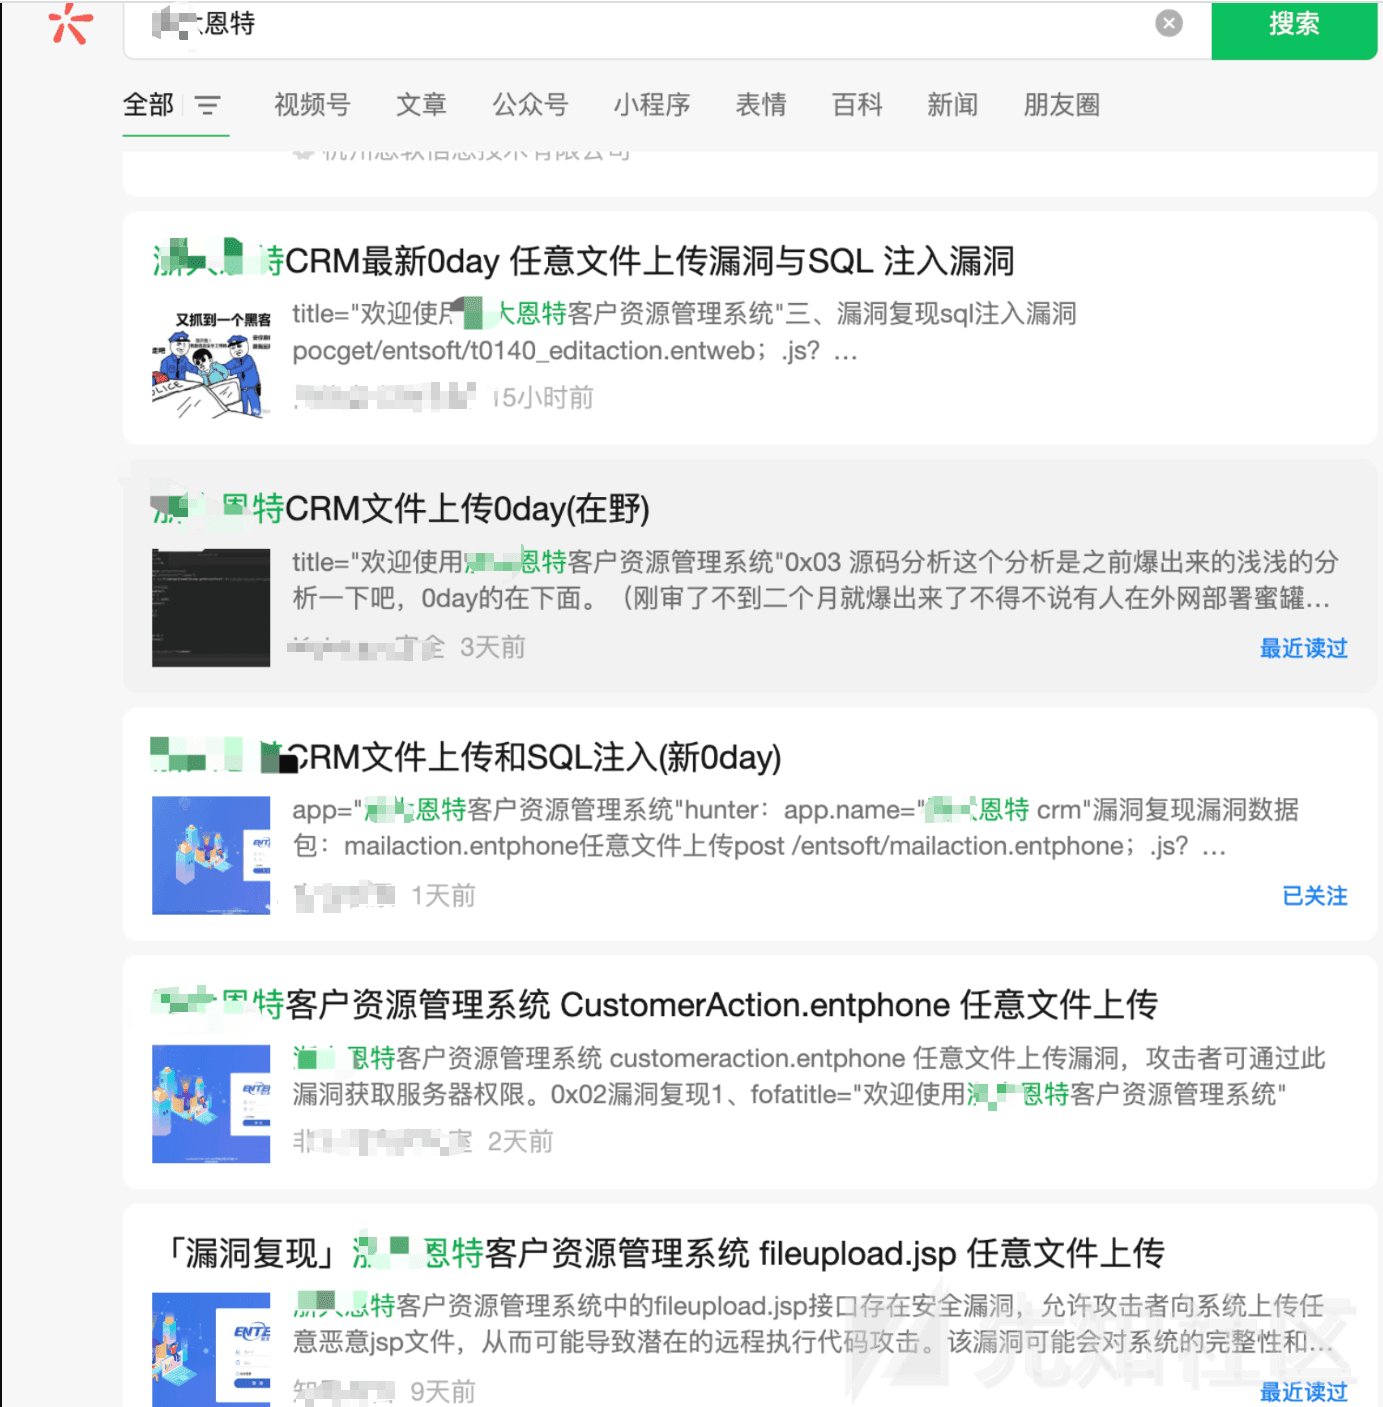 大恩特
搜索
全部 视频号 文章 公众号 小程序 表情 百科 新闻 朋友圈
杭州恩软信息技术有限公司
特CRM最新0day 任意文件上传漏洞与SQL 注入漏洞
又抓到一个黑客
走吧
title="欢迎使用大恩特客户资源管理系统"三、漏洞复现sql注入漏洞
pocget/entsoft/t0140_editaction.entweb；.js? ...
15小时前
恩特CRM文件上传0day(在野)
title="欢迎使用恩特客户资源管理系统"0x03 源码分析这个分析是之前爆出来的浅浅的分
析一下吧，0day的在下面。（刚审了不到二个月就爆出来了不得不说有人在外网部署蜜罐...
安全 3天前
最近读过
CRM文件上传和SQL注入(新0day)
app="恩特客户资源管理系统"hunter：app.name="大恩特 crm"漏洞复现漏洞数据
包：mailaction.entphone任意文件上传post /entsoft/mailaction.entphone；.js? ...
1天前
已关注
恩特客户资源管理系统 CustomerAction.entphone 任意文件上传
恩特客户资源管理系统 customeraction.entphone 任意文件上传漏洞，攻击者可通过此
漏洞获取服务器权限。0x02漏洞复现1、fofatitle="欢迎使用恩特客户资源管理系统"
2天前
「漏洞复现」恩特客户资源管理系统 fileupload.jsp 任意文件上传
浙大恩特客户资源管理系统中的fileupload.jsp接口存在安全漏洞，允许攻击者向系统上传任
意恶意jsp文件，从而可能导致潜在的远程执行代码攻击。该漏洞可能会对系统的完整性和...
9天前
最近读过
先知社区